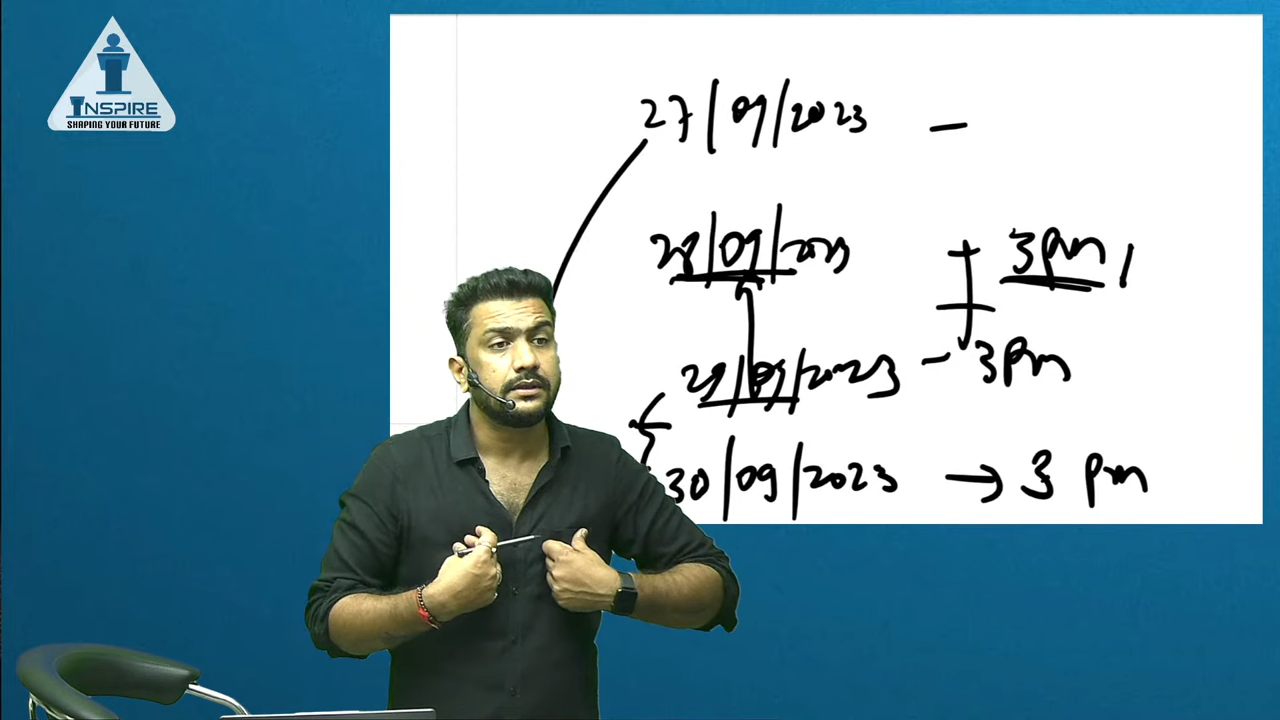 INSPIRE
SHAPING YOUR FUTURE
27/09/2023 -
28/09/2023 3pm
29/09/2023 - 3pm
30/09/2023 → 3 pm